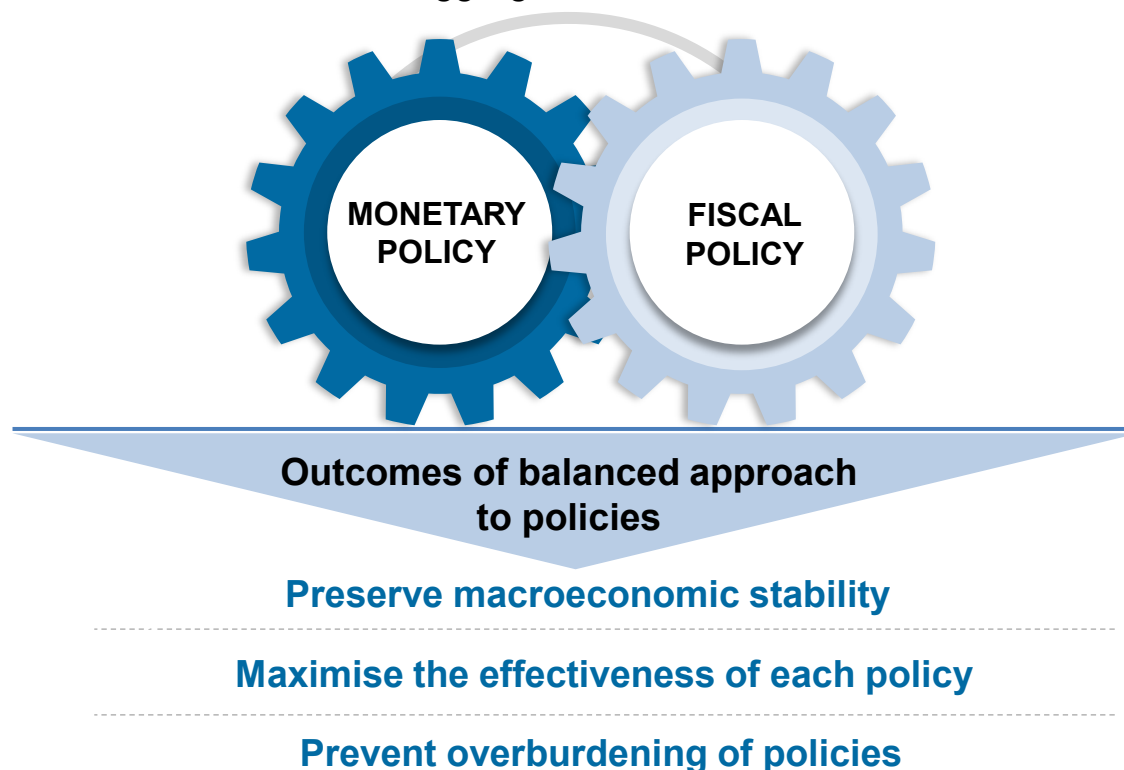 MONETARY
POLICY
FISCAL
POLICY
Outcomes of balanced approach
to policies
Preserve macroeconomic stability
Maximise the effectiveness of each policy
Prevent overburdening of policies